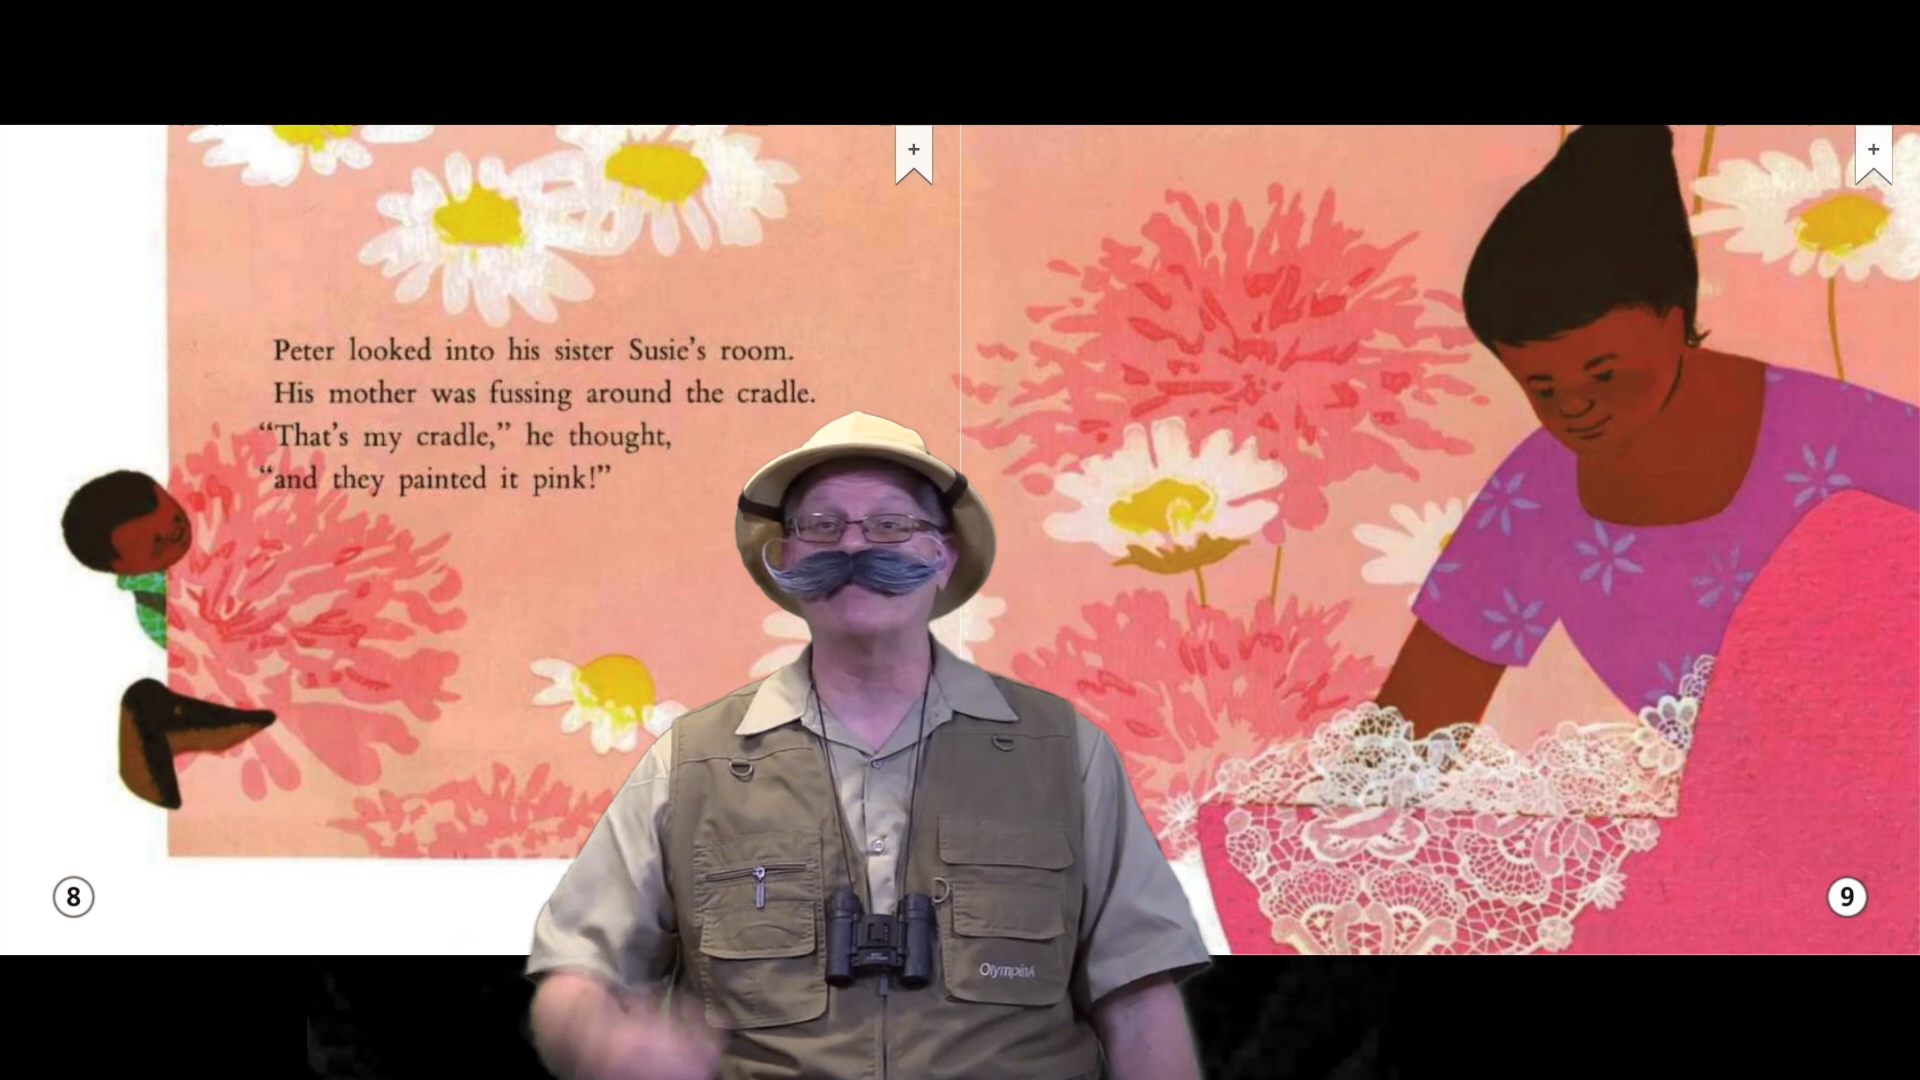 +
+
Peter looked into his sister Susie's room.
His mother was fussing around the cradle.
“That's my cradle,” he thought,
“and they painted it pink!”
8
9
OlympiaA